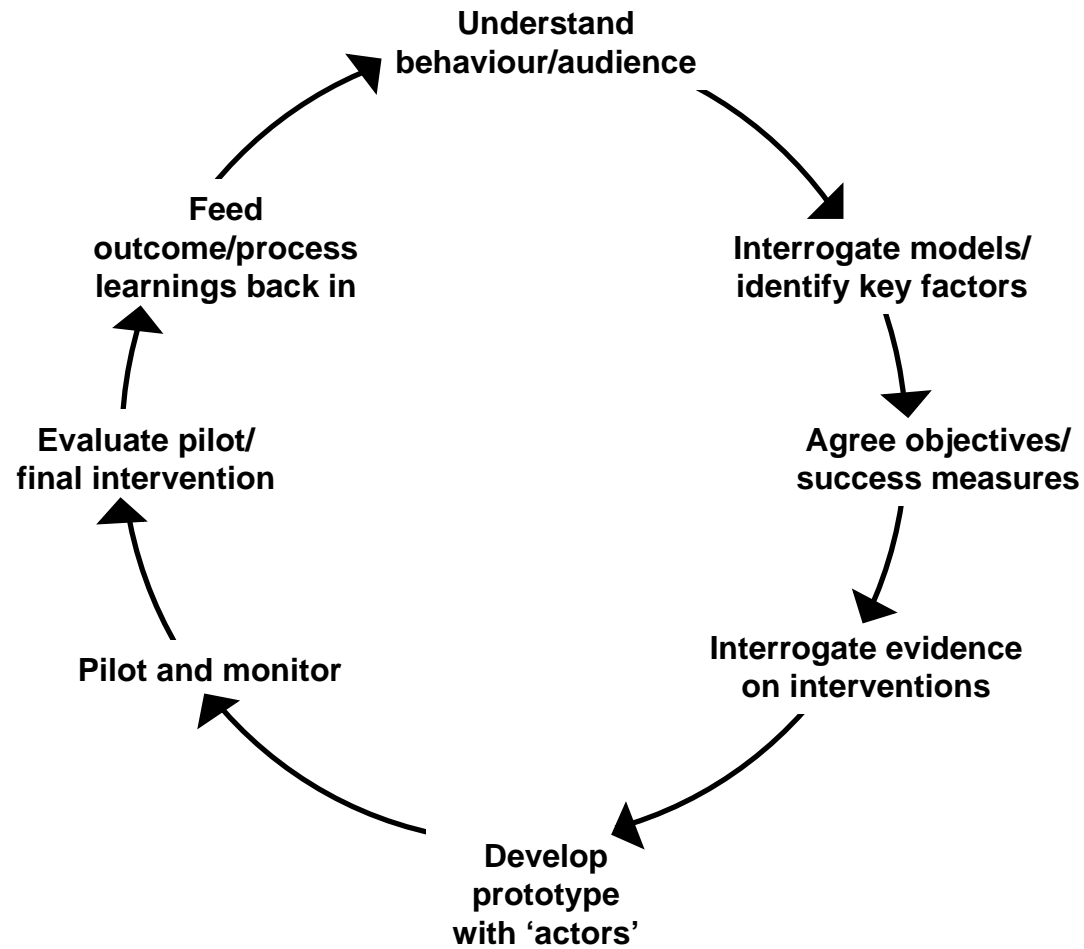 Understand
behaviour/audience
Interrogate models/
identify key factors
Agree objectives/
success measures
Interrogate evidence
on interventions
Develop
prototype
with ‘actors’
Pilot and monitor
Evaluate pilot/
final intervention
Feed
outcome/process
learnings back in